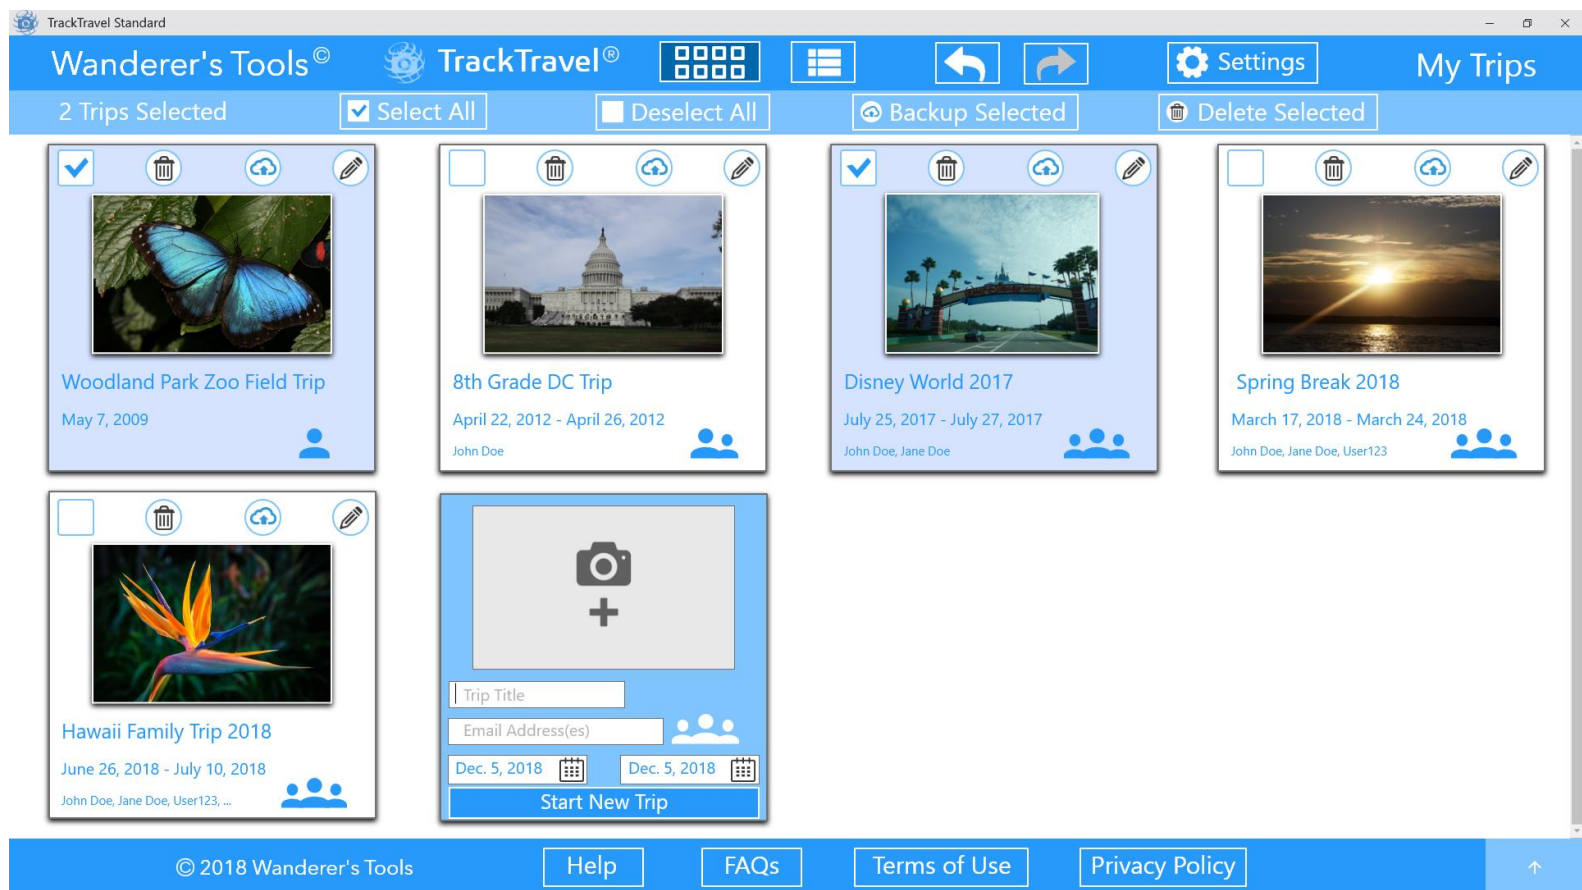 TrackTravel Standard
Wanderer's Tools©
TrackTravel®
Settings
My Trips
2 Trips Selected
Select All
Deselect All
Backup Selected
Delete Selected
Woodland Park Zoo Field Trip
May 7, 2009
8th Grade DC Trip
April 22, 2012 - April 26, 2012
John Doe
Disney World 2017
July 25, 2017 - July 27, 2017
John Doe, Jane Doe
Spring Break 2018
March 17, 2018 - March 24, 2018
John Doe, Jane Doe, User123
Hawaii Family Trip 2018
June 26, 2018 - July 10, 2018
John Doe, Jane Doe, User123, ...
Trip Title
Email Address(es)
Dec. 5, 2018
Dec. 5, 2018
Start New Trip
© 2018 Wanderer's Tools
Help
FAQs
Terms of Use
Privacy Policy